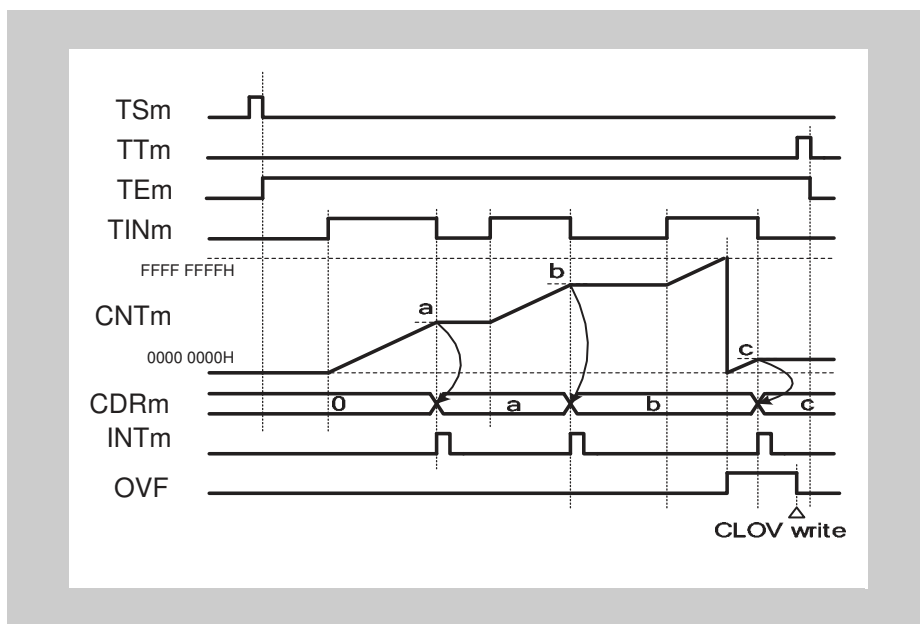 TSm
TTm
TEm
TINm
FFFF FFFFH
b
a
CNTm
c
0000 0000H
CDRm 0 a b c
INTm
OVF
CLOV write